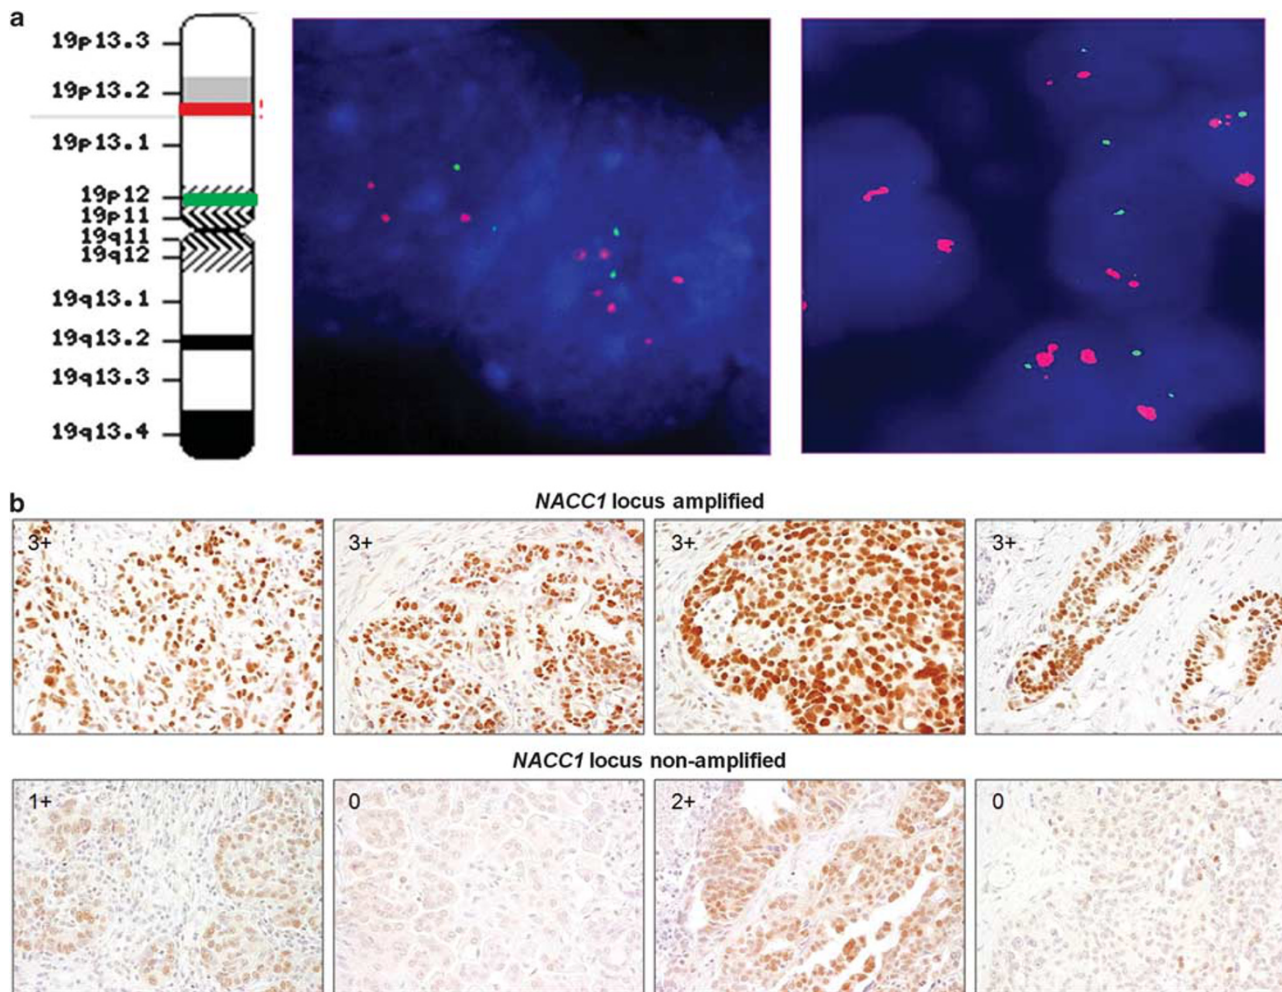 a
19p13.3
19p13.2
19p13.1
19p12
19p11
19q11
19q12
19q13.1
19q13.2
19q13.3
19q13.4
b
NACC1 locus amplified
3+ 3+ 3+ 3+
NACC1 locus non-amplified
1+ 0 2+ 0